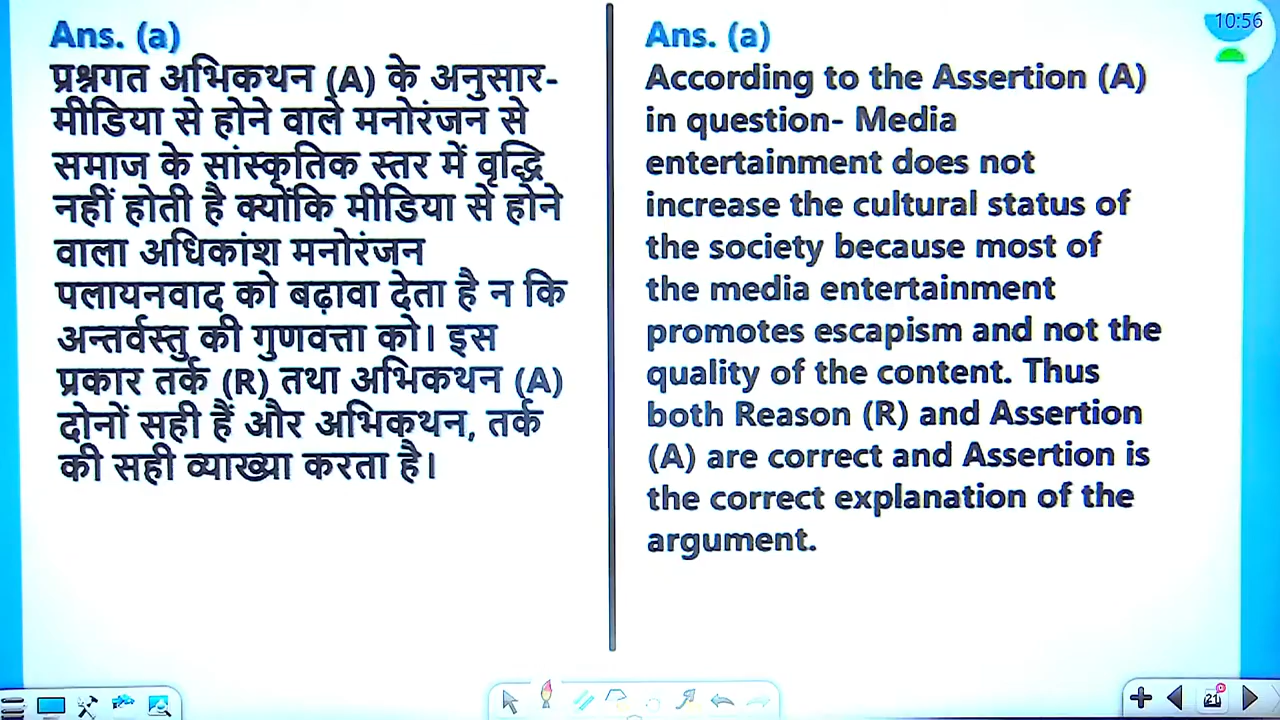 10:56
Ans. (a)
प्रश्नगत अभिकथन (A) के अनुसार-
मीडिया से होने वाले मनोरंजन से
समाज के सांस्कृतिक स्तर में वृद्धि
नहीं होती है क्योंकि मीडिया से होने
वाला अधिकांश मनोरंजन
पलायनवाद को बढ़ावा देता है न कि
अन्तर्वस्तु की गुणवत्ता को। इस
प्रकार तर्क (R) तथा अभिकथन (A)
दोनों सही हैं और अभिकथन, तर्क
की सही व्याख्या करता है।
Ans. (a)
According to the Assertion (A)
in question- Media
entertainment does not
increase the cultural status of
the society because most of
the media entertainment
promotes escapism and not the
quality of the content. Thus
both Reason (R) and Assertion
(A) are correct and Assertion is
the correct explanation of the
argument.
21